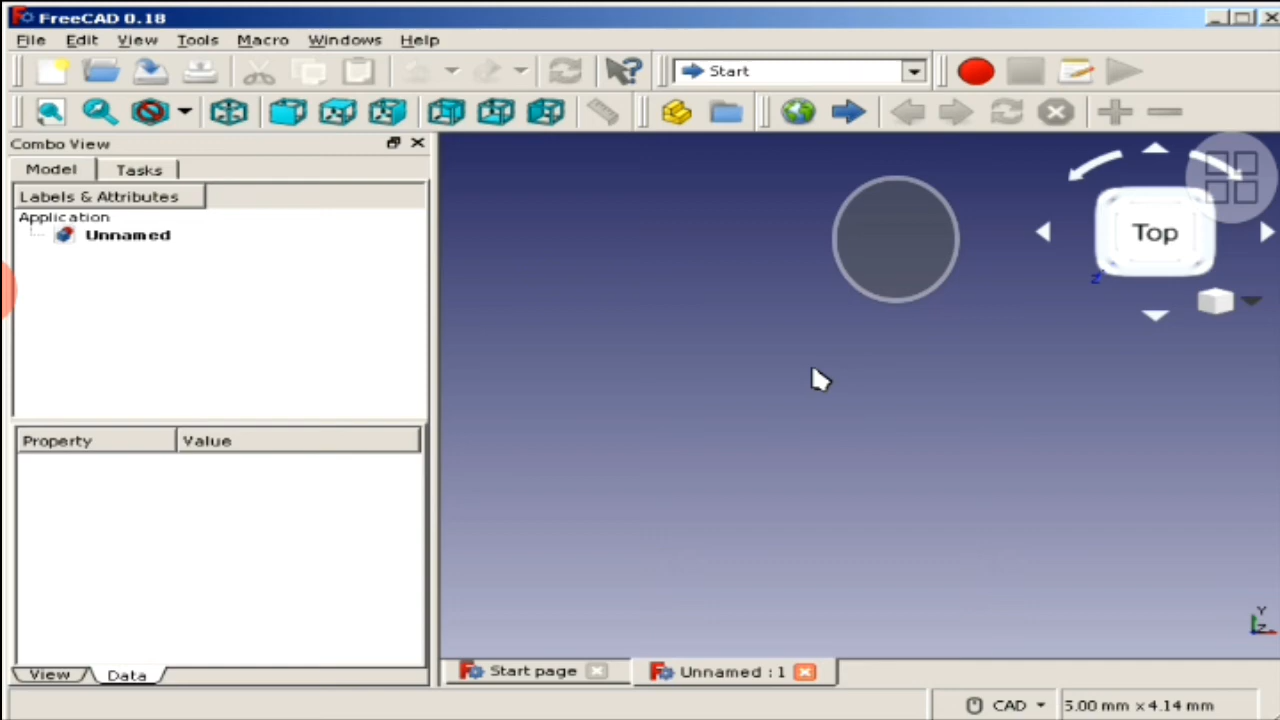 FreeCAD 0.18
File Edit View Tools Macro Windows Help
Start
Combo View
Model Tasks
Labels & Attributes
Application
Unnamed
Top
Z
Property Value
Y
Z
View Data
Start page Unnamed : 1
CAD 5.00 mm x 4.14 mm